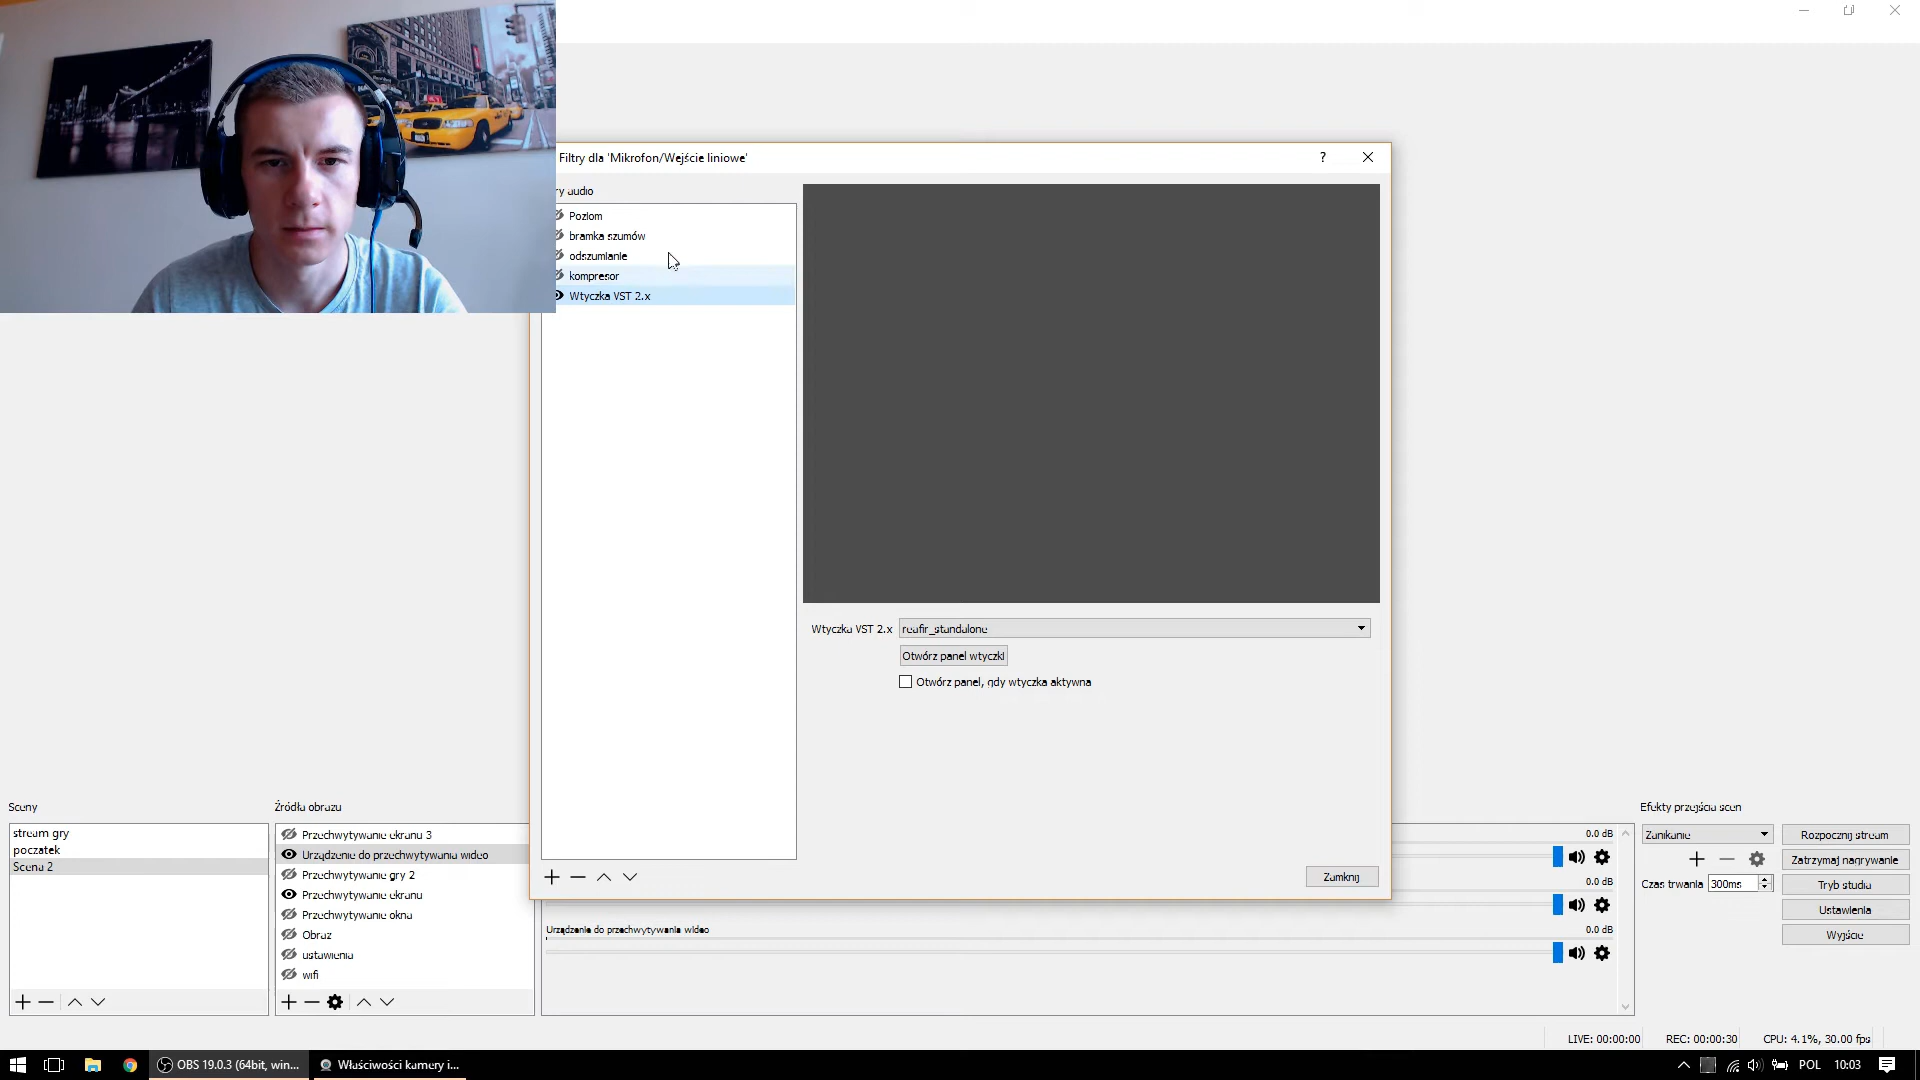 Filtry dla 'Mikrofon/Wejście liniowe'
?
ry audio
Poziom
bramka szumów
odszumianie
kompresor
Wtyczka VST 2.x
Wtyczka VST 2.x
reafir_standalone
Otwórz panel wtyczki
Otwórz panel, gdy wtyczka aktywna
Zamknij
Sceny
stream gry
poczatek
Scena 2
Źródła obrazu
Przechwytywanie ekranu 3
Urządzenie do przechwytywania wideo
Przechwytywanie gry 2
Przechwytywanie ekranu
Przechwytywanie okna
Obraz
ustawienia
wifi
0.0 dB
0.0 dB
Urządzenie do przechwytywania wideo
0.0 dB
Efekty przejścia scen
Zanikanie
Czas trwania
300ms
Rozpocznij stream
Zatrzymaj nagrywanie
Tryb studia
Ustawienia
Wyjście
LIVE: 00:00:00
REC: 00:00:30
CPU: 4.1%, 30.00 fps
OBS 19.0.3 (64bit, win...
Właściwości kamery i...
POL
10:03